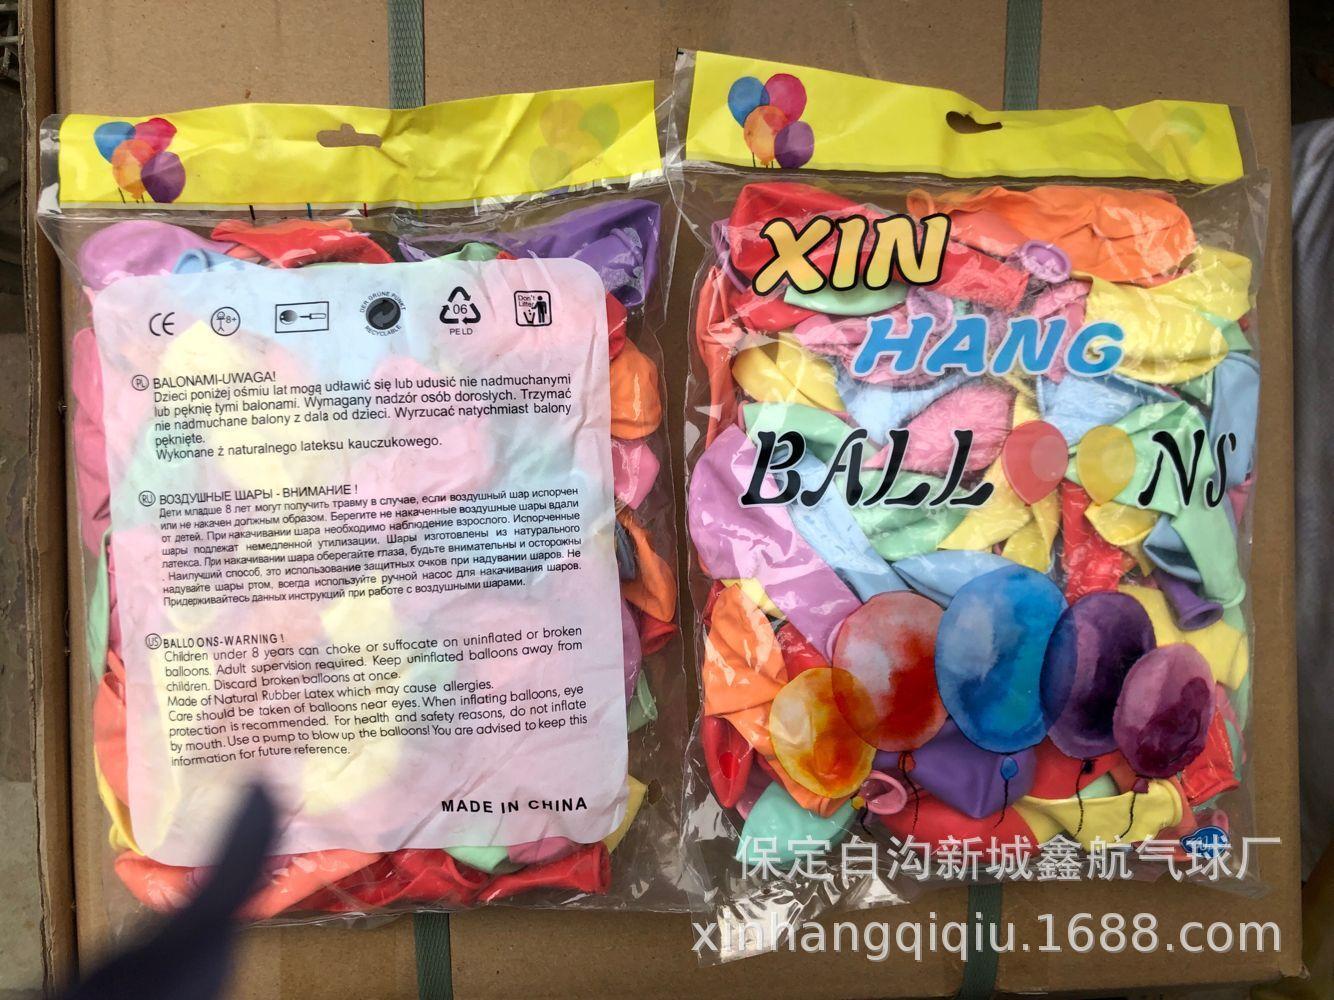 CE
8+
DER GRÜNE PUNKT
RECYCLABLE
06
PE LD
Don't
Litter
PL BALONAMI-UWAGA!
Dzieci poniżej ośmiu lat mogą udławić się lub udusić nie nadmuchanymi
lub pęknię tymi balonami. Wymagany nadzór osób dorosłych. Trzymać
nie nadmuchane balony z dala od dzieci. Wyrzucać natychmiast balony
pęknięte.
Wykonane ż naturalnego lateksu kauczukowego.
RU ВОЗДУШНЫЕ ШАРЫ - ВНИМАНИЕ !
Дети младше 8 лет могут получить травму в случае, если воздушный шар испорчен
или не накачен должным образом. Берегите не накаченные воздушные шары вдали
от детей. При накачивании шара необходимо наблюдение взрослого. Испорченные
шары подлежат немедленной утилизации. Шары изготовлены из натурального
латекса. При накачивании шара оберегайте глаза, будьте внимательны и осторожны
. Наилучший способ, это использование защитных очков при надувании шаров. Не
надувайте шары ртом, всегда используйте ручной насос для накачивания шаров.
Придерживайтесь данных инструкций при работе с воздушными шарами.
US BALLOONS-WARNING !
Children under 8 years can choke or suffocate on uninflated or broken
balloons. Adult supervision required. Keep uninflated balloons away from
children. Discard broken balloons at once.
Made of Natural Rubber Latex which may cause allergies.
Care should be taken of balloons near eyes. When inflating balloons, eye
protection is recommended. For health and safety reasons, do not inflate
by mouth. Use a pump to blow up the balloons! You are advised to keep this
information for future reference.
MADE IN CHINA
XIN
HANG
BALL NS
保定白沟新城鑫航气球厂
xinhangqiqiu.1688.com